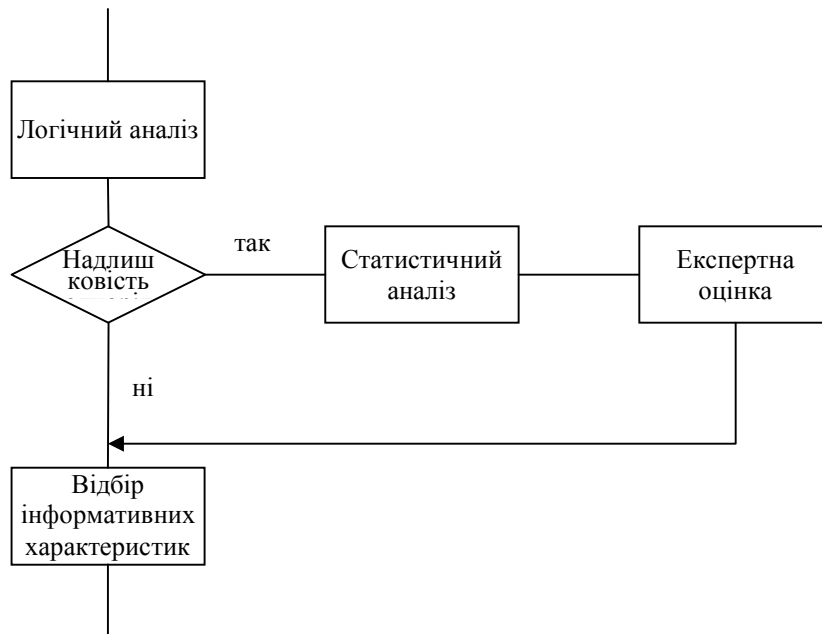 Логічний аналіз
так
Надлиш
ковість
Статистичний
аналіз
Експертна
оцінка
ні
Відбір
інформативних
характеристик